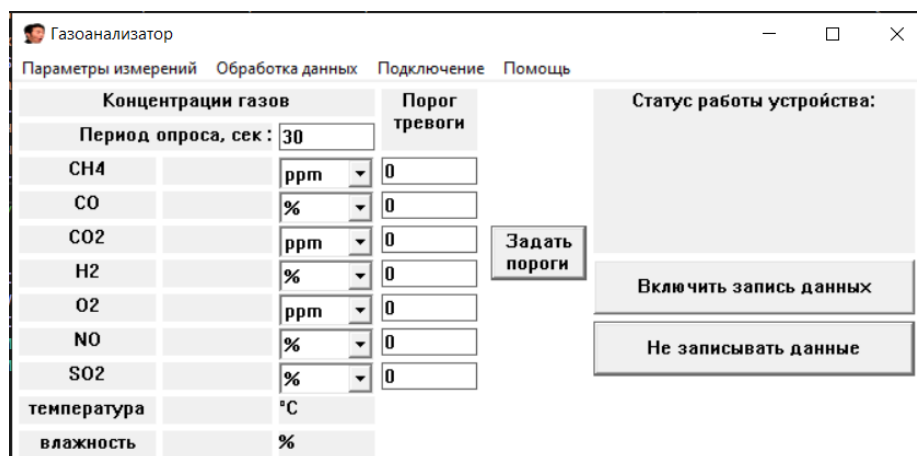 Газоанализатор
Параметры измерений Обработка данных Подключение Помощь
Концентрации газов
Порог
тревоги
Статус работы устройства:
Период опроса, сек : 30
CH4 ppm 0
CO % 0
CO2 ppm 0
Задать
пороги
H2 % 0
Включить запись данных
O2 ppm 0
NO % 0
Не записывать данные
SO2 % 0
температура °C
влажность %